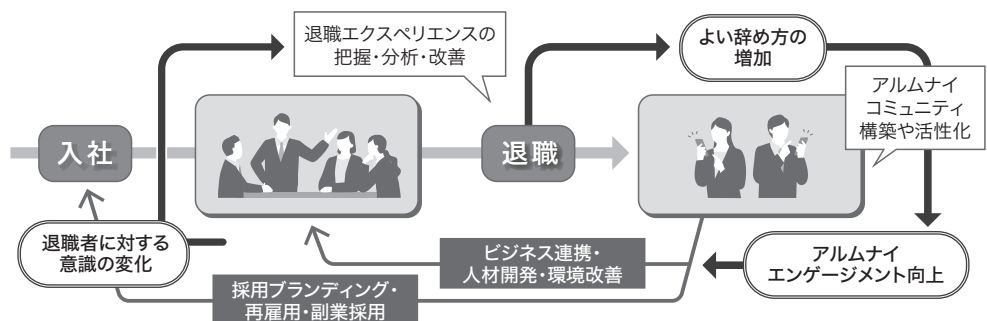 退職エクスペリエンスの
把握・分析・改善
よい辞め方の
増加
アルムナイ
コミュニティ
構築や活性化
入社
退職
退職者に対する
意識の変化
ビジネス連携・
人材開発・環境改善
アルムナイ
エンゲージメント向上
採用ブランディング・
再雇用・副業採用